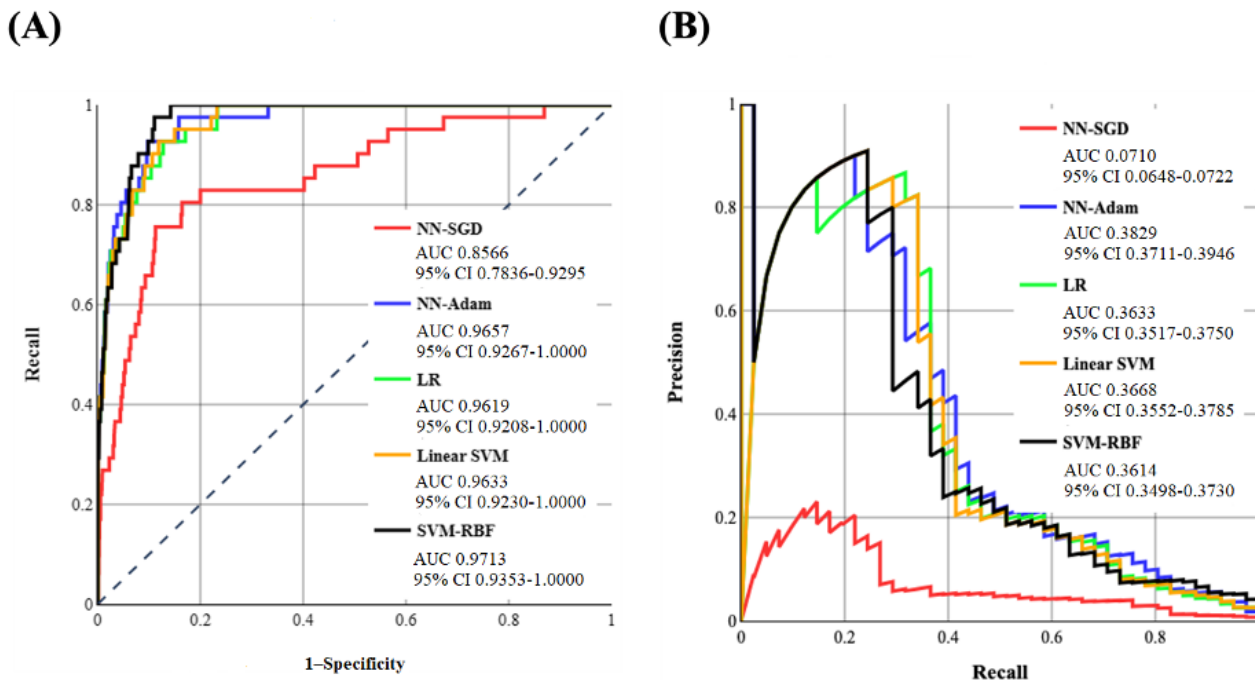 (A)
1
0.8
0.6
0.4
0.2
0
0
0.2
0.4
0.6
0.8
1
Recall
1–Specificity
NN-SGD
AUC 0.8566
95% CI 0.7836-0.9295
NN-Adam
AUC 0.9657
95% CI 0.9267-1.0000
LR
AUC 0.9619
95% CI 0.9208-1.0000
Linear SVM
AUC 0.9633
95% CI 0.9230-1.0000
SVM-RBF
AUC 0.9713
95% CI 0.9353-1.0000
(B)
1
0.8
0.6
0.4
0.2
0
0
0.2
0.4
0.6
0.8
Precision
Recall
NN-SGD
AUC 0.0710
95% CI 0.0648-0.0722
NN-Adam
AUC 0.3829
95% CI 0.3711-0.3946
LR
AUC 0.3633
95% CI 0.3517-0.3750
Linear SVM
AUC 0.3668
95% CI 0.3552-0.3785
SVM-RBF
AUC 0.3614
95% CI 0.3498-0.3730